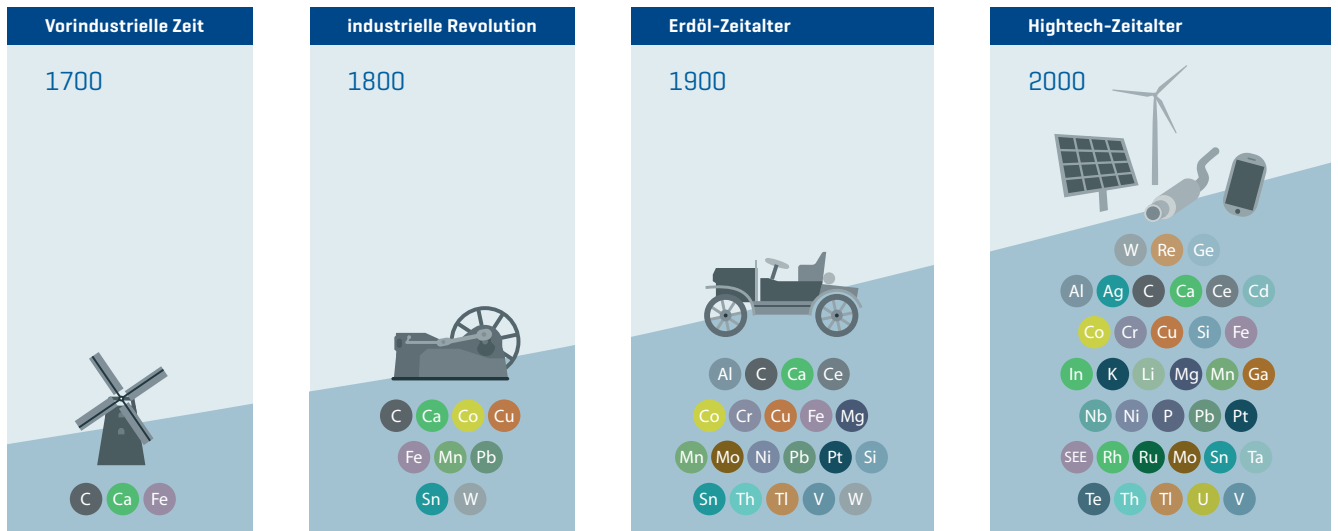 Vorindustrielle Zeit
1700
C Ca Fe
industrielle Revolution
1800
C Ca Co Cu
Fe Mn Pb
Sn W
Erdöl-Zeitalter
1900
Al C Ca Ce
Co Cr Cu Fe Mg
Mn Mo Ni Pb Pt Si
Sn Th Tl V W
Hightech-Zeitalter
2000
W Re Ge
Al Ag C Ca Ce Cd
Co Cr Cu Si Fe
In K Li Mg Mn Ga
Nb Ni P Pb Pt
SEE Rh Ru Mo Sn Ta
Te Th Tl U V